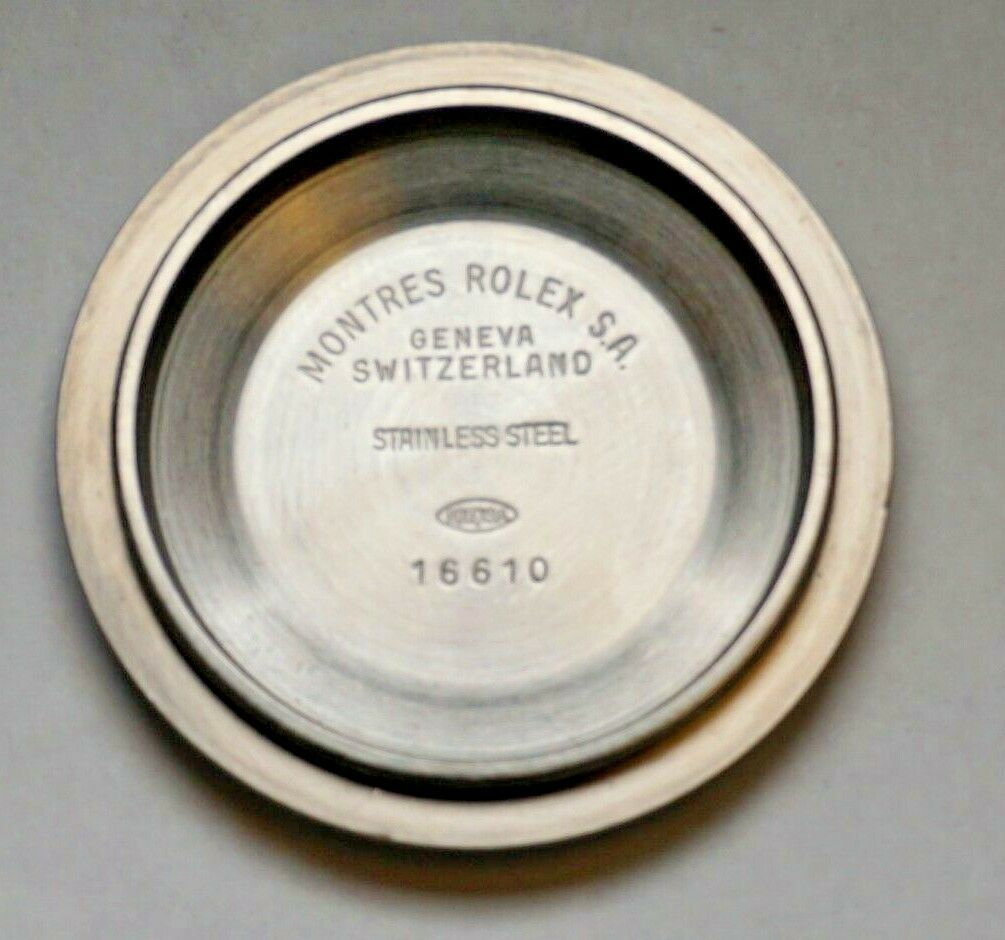 MONTRES ROLEX S.A.
GENEVA
SWITZERLAND
STAINLESS STEEL
16610